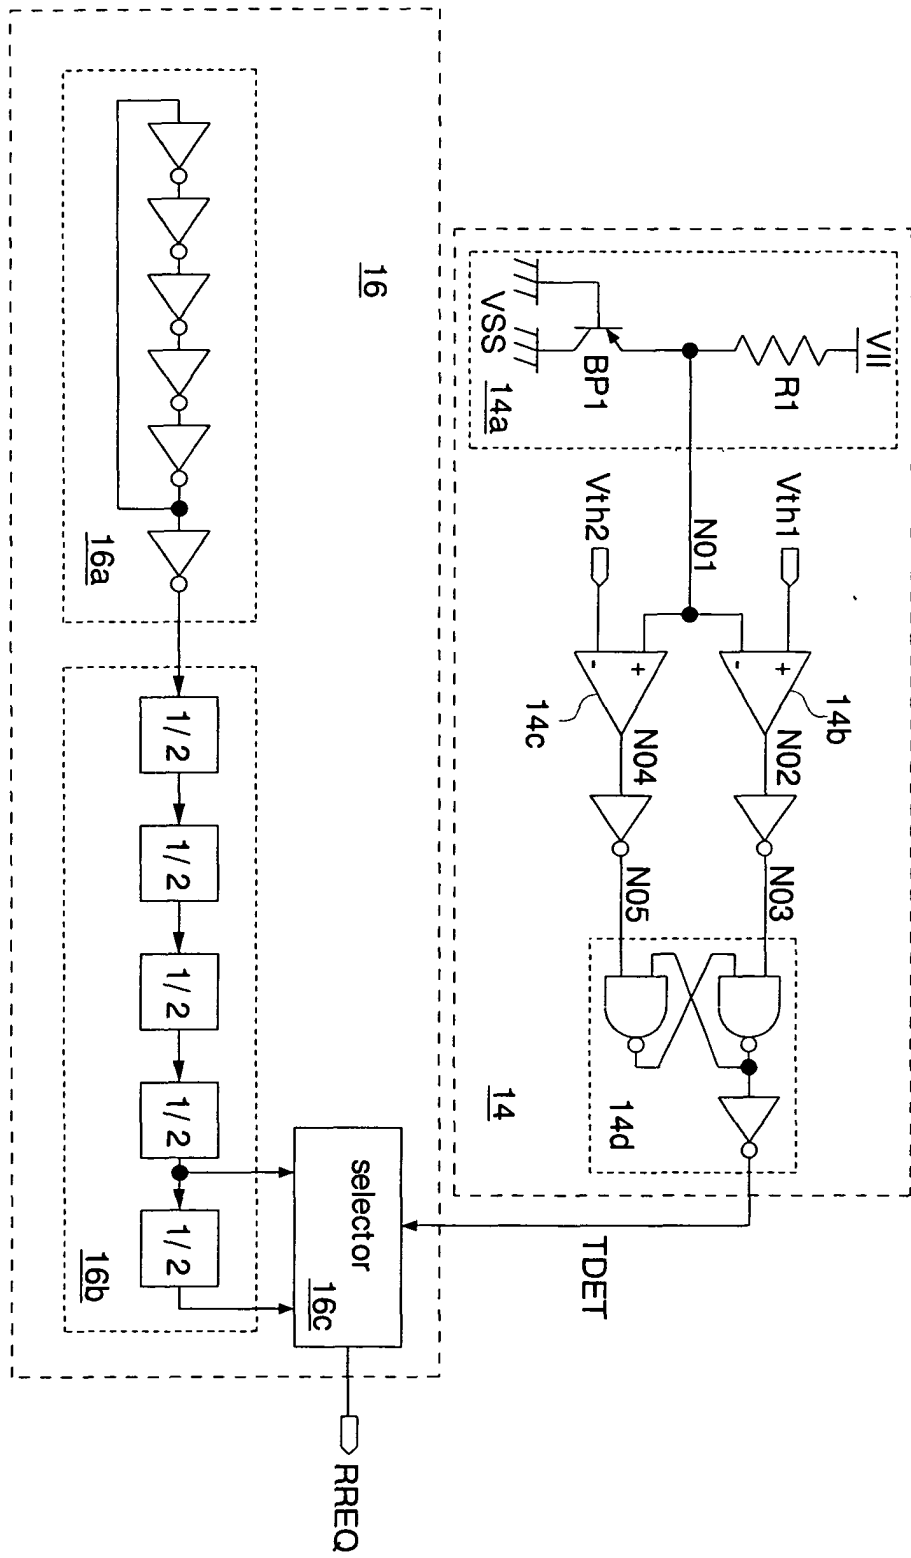 VII
R1
BP1
VSS
14a
Vth1
Vth2
N01
+
-
+
-
14b
14c
N02
N04
N03
N05
14d
14
TDET
16
16a
1/2
1/2
1/2
1/2
1/2
16b
selector
16c
RREQ